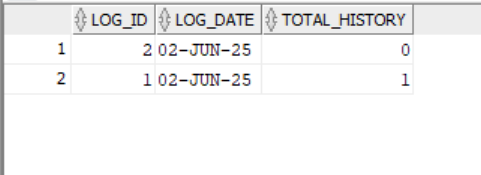 LOG_ID LOG_DATE TOTAL_HISTORY
1 2 02-JUN-25 0
2 1 02-JUN-25 1